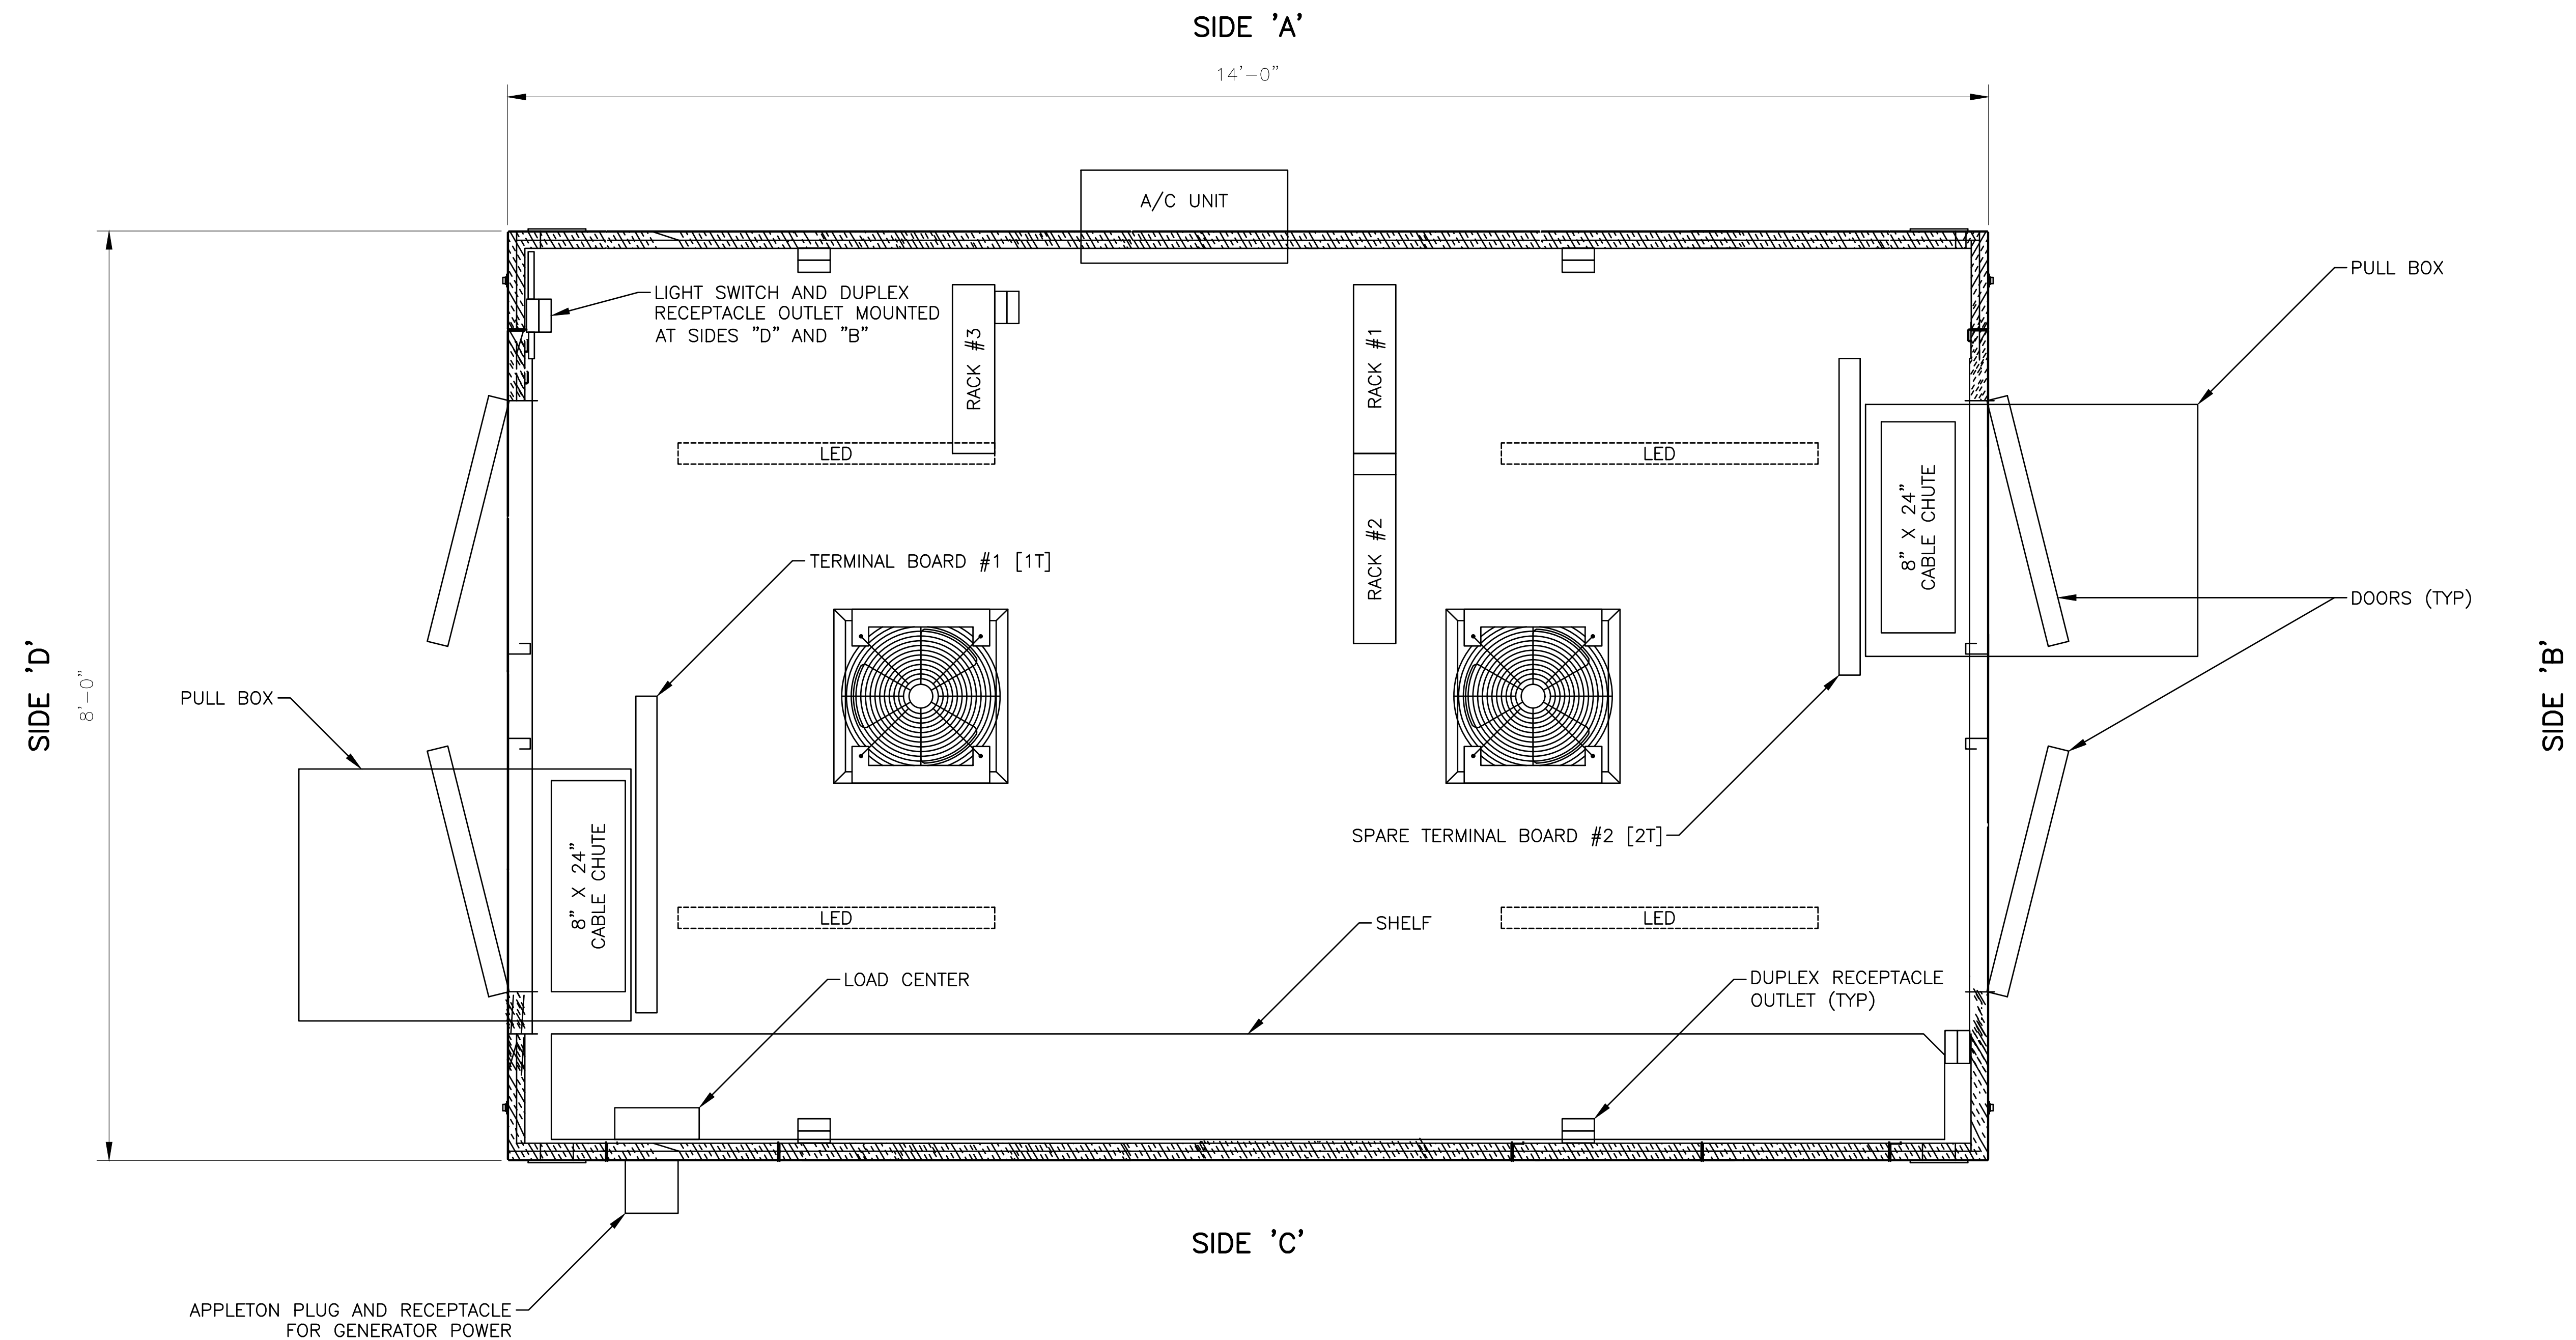 SIDE 'A'
14'-0"
A/C UNIT
PULL BOX
LIGHT SWITCH AND DUPLEX
RECEPTACLE OUTLET MOUNTED
AT SIDES "D" AND "B"
RACK #3
RACK #1
LED
LED
8" X 24"
CABLE CHUTE
RACK #2
TERMINAL BOARD #1 [1T]
DOORS (TYP)
SIDE 'D'
8'-0"
SIDE 'B'
PULL BOX
SPARE TERMINAL BOARD #2 [2T]
8" X 24"
CABLE CHUTE
LED
LED
SHELF
LOAD CENTER
DUPLEX RECEPTACLE
OUTLET (TYP)
SIDE 'C'
APPLETON PLUG AND RECEPTACLE
FOR GENERATOR POWER